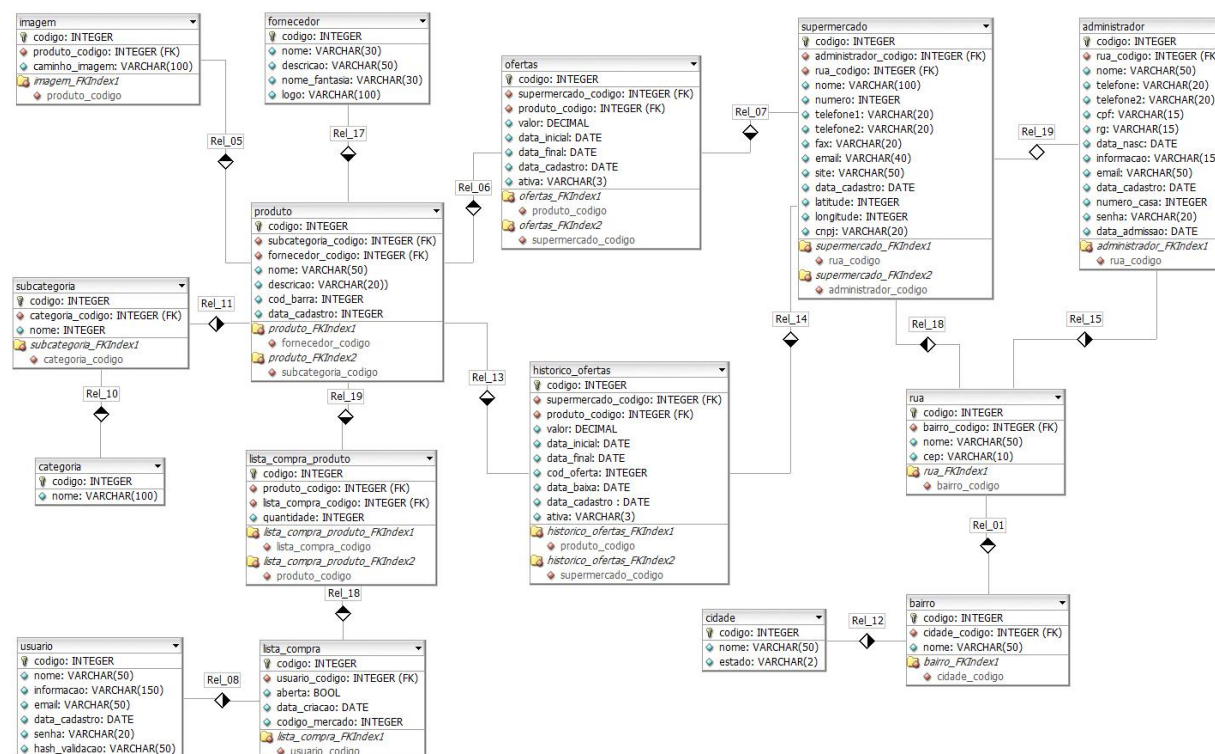 imagem
codigo: INTEGER
produto_codigo: INTEGER (FK)
caminho_imagem: VARCHAR(100)
imagem_FKIndex1
produto_codigo
fornecedor
codigo: INTEGER
nome: VARCHAR(30)
descricao: VARCHAR(50)
nome_fantasia: VARCHAR(30)
logo: VARCHAR(100)
ofertas
codigo: INTEGER
supermercado_codigo: INTEGER (FK)
produto_codigo: INTEGER (FK)
valor: DECIMAL
data_inicial: DATE
data_final: DATE
data_cadastro: DATE
ativa: VARCHAR(3)
ofertas_FKIndex1
produto_codigo
ofertas_FKIndex2
supermercado_codigo
supermercado
codigo: INTEGER
administrador_codigo: INTEGER (FK)
rua_codigo: INTEGER (FK)
nome: VARCHAR(100)
numero: INTEGER
telefone1: VARCHAR(20)
telefone2: VARCHAR(20)
fax: VARCHAR(20)
email: VARCHAR(40)
site: VARCHAR(50)
data_cadastro: DATE
latitude: INTEGER
longitude: INTEGER
cnpj: VARCHAR(20)
supermercado_FKIndex1
rua_codigo
supermercado_FKIndex2
administrador_codigo
administrador
codigo: INTEGER
rua_codigo: INTEGER (FK)
nome: VARCHAR(50)
telefone: VARCHAR(20)
telefone2: VARCHAR(20)
cpf: VARCHAR(15)
rg: VARCHAR(15)
data_nasc: DATE
informacao: VARCHAR(15
email: VARCHAR(50)
data_cadastro: DATE
numero_casa: INTEGER
senha: VARCHAR(20)
data_admissao: DATE
administrador_FKIndex1
rua_codigo
Rel_05
Rel_17
Rel_06
Rel_07
Rel_19
produto
codigo: INTEGER
subcategoria_codigo: INTEGER (FK)
fornecedor_codigo: INTEGER (FK)
nome: VARCHAR(50)
descricao: VARCHAR(20))
cod_barra: INTEGER
data_cadastro: INTEGER
produto_FKIndex1
fornecedor_codigo
produto_FKIndex2
subcategoria_codigo
subcategoria
codigo: INTEGER
categoria_codigo: INTEGER (FK)
nome: INTEGER
subcategoria_FKIndex1
categoria_codigo
Rel_11
Rel_14
Rel_18
Rel_15
Rel_10
Rel_19
Rel_13
historico_ofertas
codigo: INTEGER
supermercado_codigo: INTEGER (FK)
produto_codigo: INTEGER (FK)
valor: DECIMAL
data_inicial: DATE
data_final: DATE
cod_oferta: INTEGER
data_baixa: DATE
data_cadastro : DATE
ativa: VARCHAR(3)
historico_ofertas_FKIndex1
produto_codigo
historico_ofertas_FKIndex2
supermercado_codigo
rua
codigo: INTEGER
bairro_codigo: INTEGER (FK)
nome: VARCHAR(50)
cep: VARCHAR(10)
rua_FKIndex1
bairro_codigo
categoria
codigo: INTEGER
nome: VARCHAR(100)
lista_compra_produto
codigo: INTEGER
produto_codigo: INTEGER (FK)
lista_compra_codigo: INTEGER (FK)
quantidade: INTEGER
lista_compra_produto_FKIndex1
lista_compra_codigo
lista_compra_produto_FKIndex2
produto_codigo
Rel_01
Rel_18
cidade
codigo: INTEGER
nome: VARCHAR(50)
estado: VARCHAR(2)
Rel_12
bairro
codigo: INTEGER
cidade_codigo: INTEGER (FK)
nome: VARCHAR(50)
bairro_FKIndex1
cidade_codigo
usuario
codigo: INTEGER
nome: VARCHAR(50)
informacao: VARCHAR(150)
email: VARCHAR(50)
data_cadastro: DATE
senha: VARCHAR(20)
hash_validacao: VARCHAR(50)
Rel_08
lista_compra
codigo: INTEGER
usuario_codigo: INTEGER (FK)
aberta: BOOL
data_criacao: DATE
codigo_mercado: INTEGER
lista_compra_FKIndex1
usuario_codigo